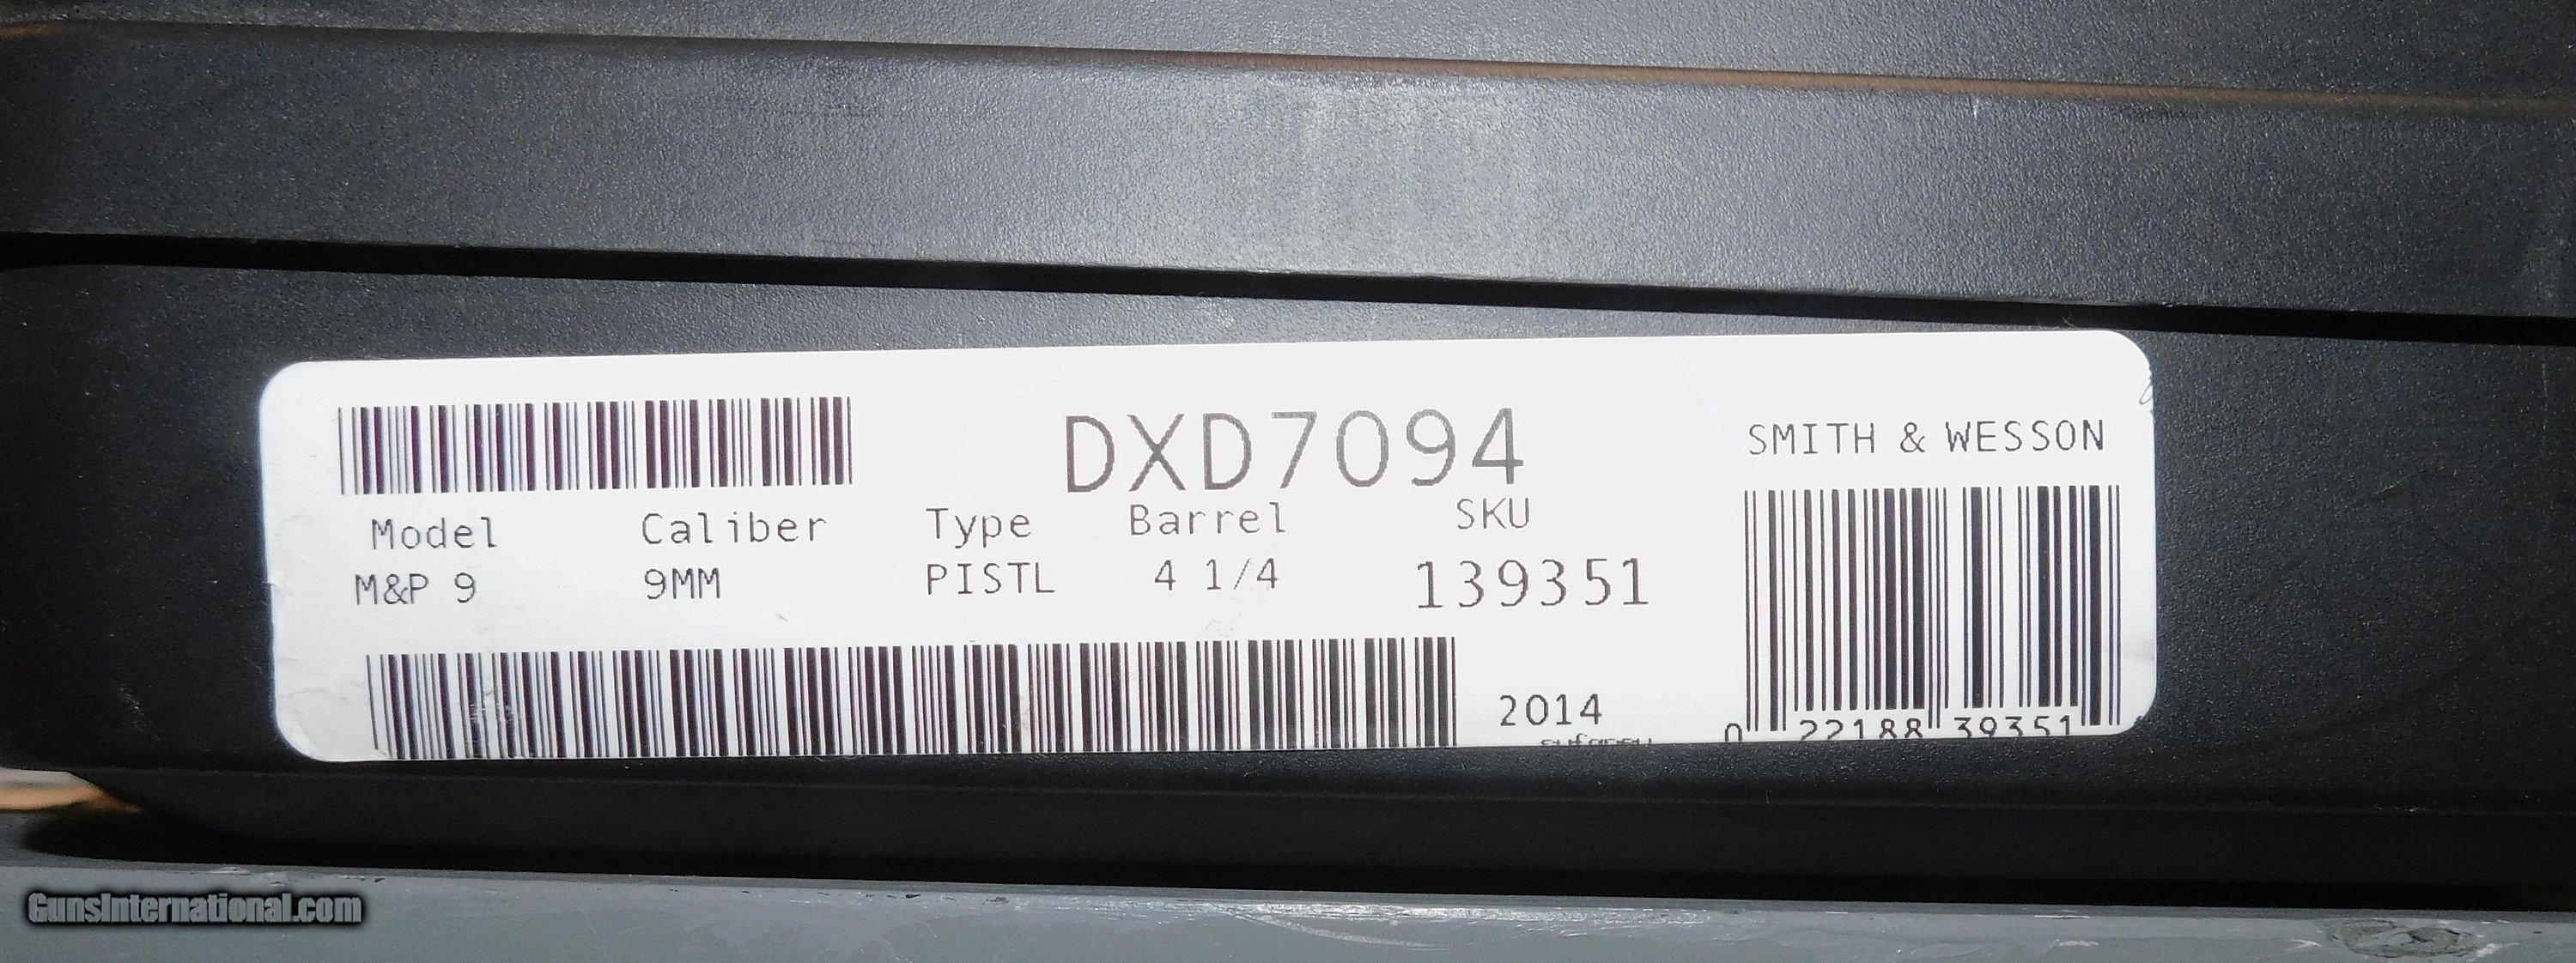 DXD7094
SMITH & WESSON
Model Caliber Type Barrel SKU
M&P 9 9MM PISTL 4 1/4 139351
2014
0 22188 39351
GunsInternational.com